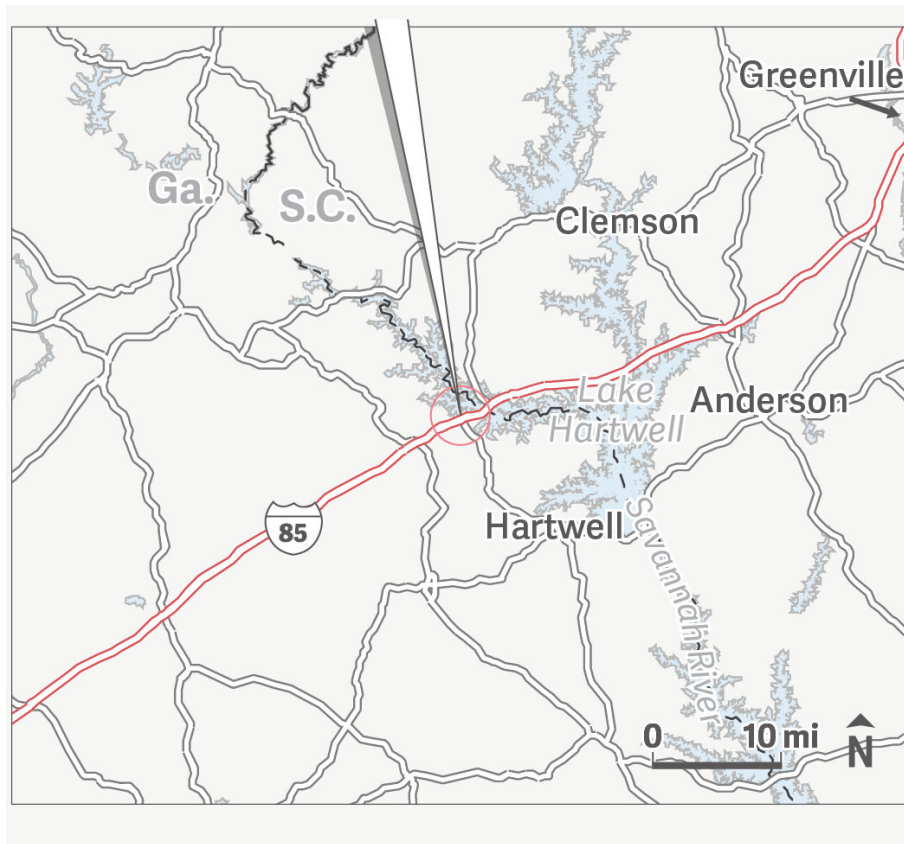 Greenville
Ga.
S.C.
Clemson
Lake
Hartwell
Anderson
85
Hartwell
Savannah River
0 10 mi
N